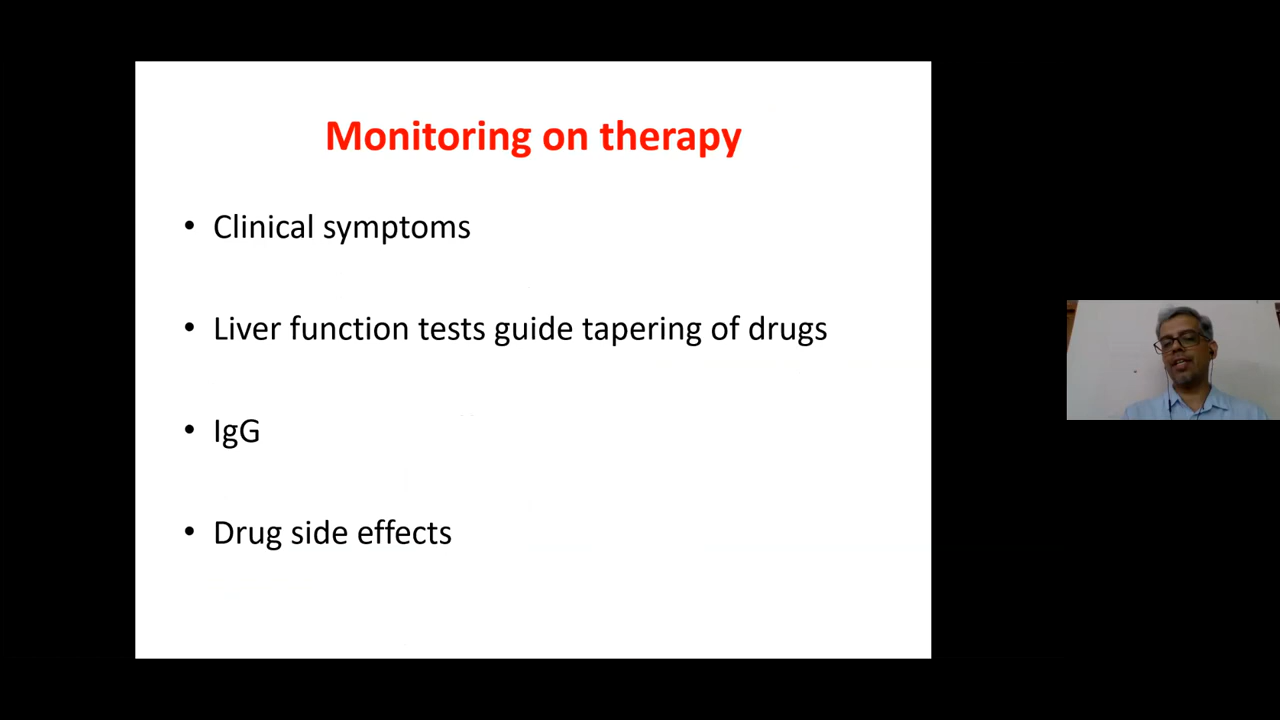 Monitoring on therapy
• Clinical symptoms
• Liver function tests guide tapering of drugs
• IgG
• Drug side effects